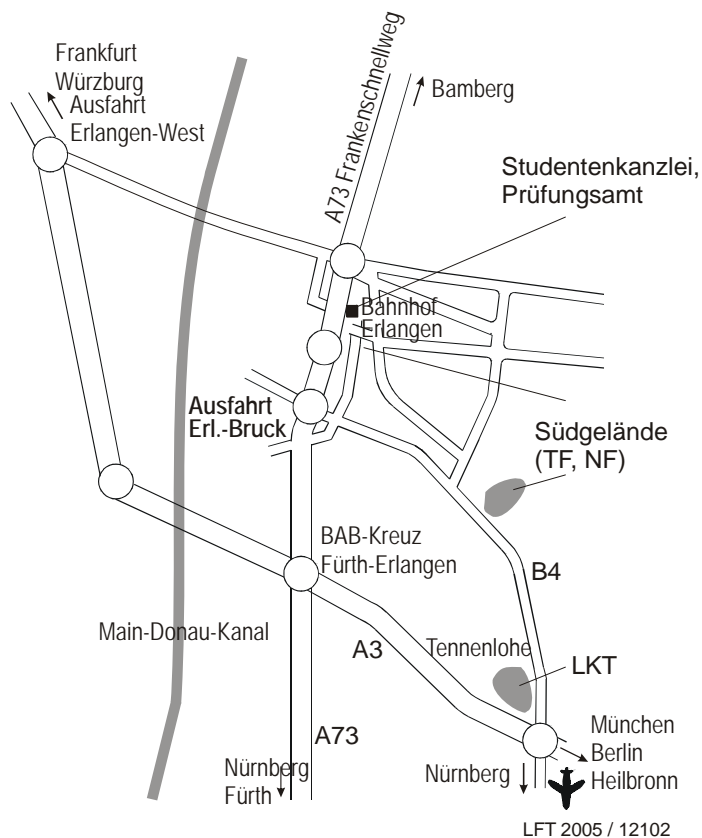 Frankfurt
Würzburg
Ausfahrt
Erlangen-West
A73 Frankenschnellweg
Bamberg
Studentenkanzlei,
Prüfungsamt
Bahnhof
Erlangen
Ausfahrt
Erl.-Bruck
Südgelände
(TF, NF)
BAB-Kreuz
Fürth-Erlangen
B4
Main-Donau-Kanal
A3
Tennenlohe
LKT
A73
München
Berlin
Heilbronn
Nürnberg
Fürth
Nürnberg
LFT 2005 / 12102